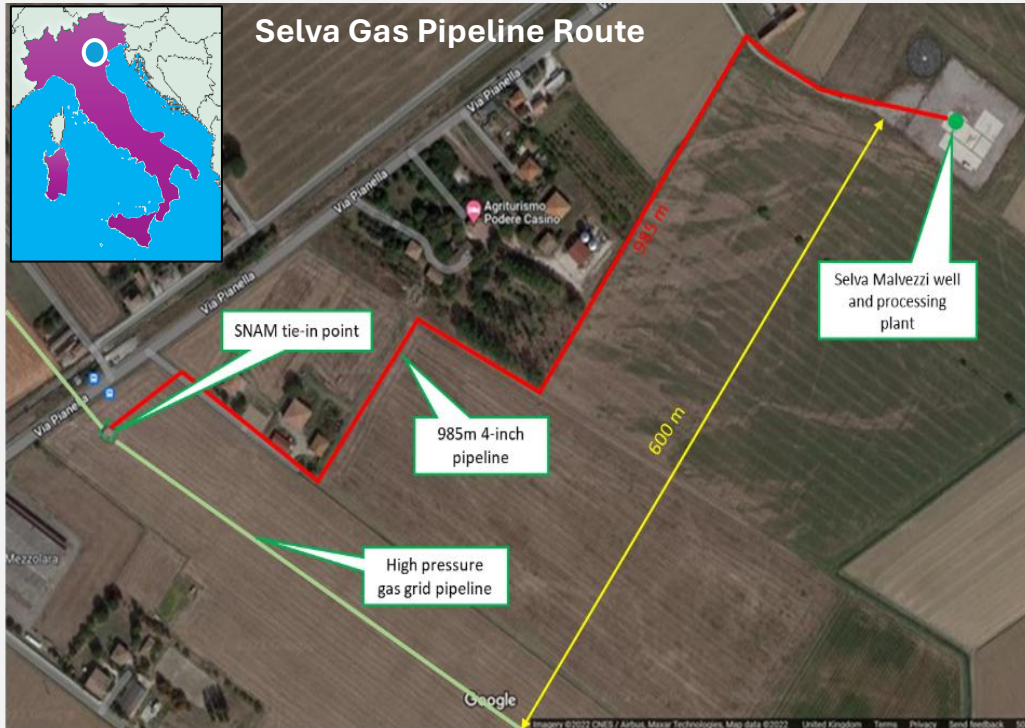 Selva Gas Pipeline Route
Via Pianella
Agriturismo
Podere Casino
Via Pianella
985 m
Selva Malvezzi well
and processing
plant
Via Pianella
SNAM tie-in point
Via Pianella
985m 4-inch
pipeline
600 m
Mezzolara
High pressure
gas grid pipeline
Google
Imagery ©2022 CNES / Airbus, Maxar Technologies, Map data ©2022 United Kingdom Terms Privacy Send feedback